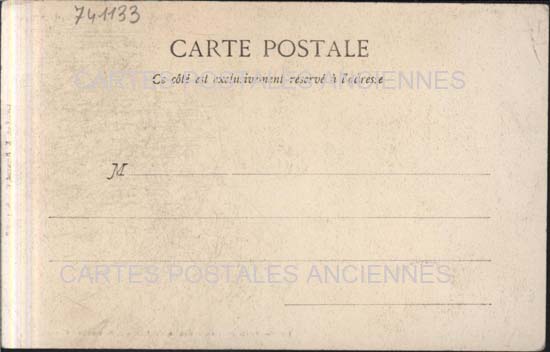 741133
CARTE POSTALE
Ce côté est exclusivement réservé à l'adresse
CARTES POSTALES ANCIENNES
M
CARTES POSTALES ANCIENNES